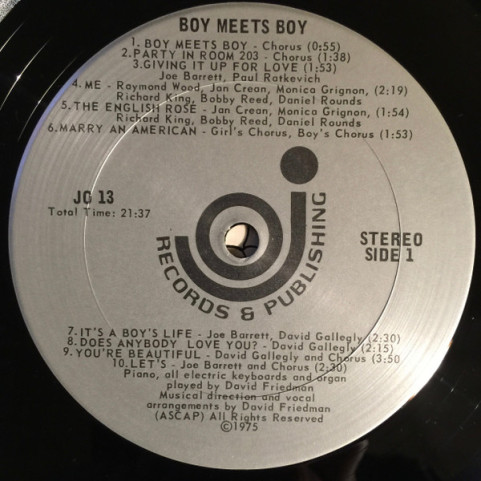 BOY MEETS BOY
1. BOY MEETS BOY - Chorus (0:55)
2. PARTY IN ROOM 203 - Chorus (1:38)
3. GIVING IT UP FOR LOVE (1:53)
Joe Barrett, Paul Ratkevich
4. ME - Raymond Wood, Jan Crean, Monica Grignon, (2:19)
Richard King, Bobby Reed, Daniel Rounds
5. THE ENGLISH ROSE - Jan Crean, Monica Grignon, (1:54)
Richard King, Bobby Reed, Daniel Rounds
6. MARRY AN AMERICAN - Girl's Chorus, Boy's Chorus (1:53)
JO 13
Total Time: 21:37
STEREO
SIDE 1
RECORDS & PUBLISHING
7. IT'S A BOY'S LIFE - Joe Barrett, David Gallegly (2:30)
8. DOES ANYBODY LOVE YOU? - David Gallegly (2:15)
9. YOU'RE BEAUTIFUL - David Gallegly and Chorus (3:50
10. LET'S - Joe Barrett and Chorus (2:30)
Piano, all electric keyboards and organ
played by David Friedman
Musical direction and vocal
arrangements by David Friedman
(ASCAP) All Rights Reserved
©1975